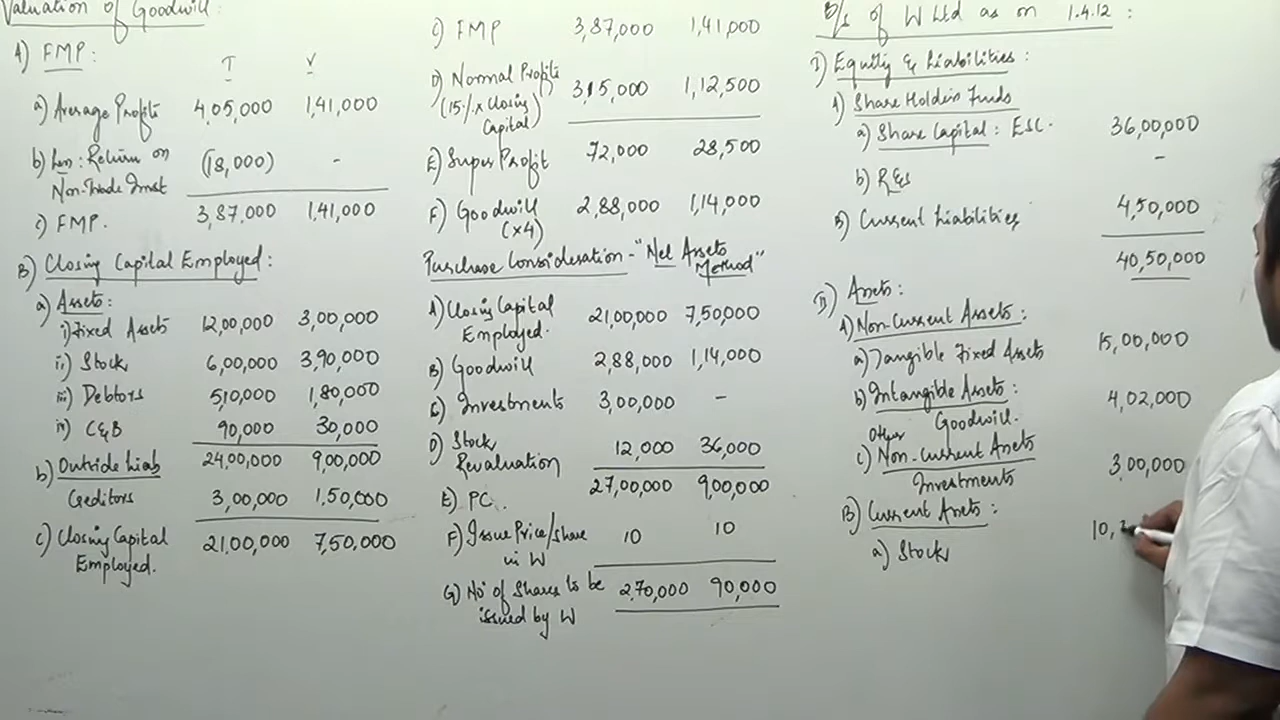 Valuation of Goodwill:
A) FMP: T V
a) Average Profits 4,05,000 1,41,000
b) Less: Return on (18,000) -
Non-Trade Invst
c) FMP. 3,87,000 1,41,000
B) Closing Capital Employed:
a) Assets:
i) Fixed Assets 12,00,000 3,00,000
ii) Stock 6,00,000 3,90,000
iii) Debtors 5,10,000 1,80,000
iv) C&B 90,000 30,000
24,00,000 9,00,000
b) Outside Liab
Creditors 3,00,000 1,50,000
c) Closing Capital 21,00,000 7,50,000
Employed.
C) FMP 3,87,000 1,41,000
D) Normal Profits 3,15,000 1,12,500
(15% x Closing
Capital)
E) Super Profit 72,000 28,500
F) Goodwill 2,88,000 1,14,000
(x4)
Purchase Consideration - "Net Assets
Method"
A) Closing Capital 21,00,000 7,50,000
Employed.
B) Goodwill 2,88,000 1,14,000
C) Investments 3,00,000 -
D) Stock 12,000 36,000
Revaluation
E) PC. 27,00,000 9,00,000
F) Issue Price/share 10 10
in W
G) No of Shares to be 2,70,000 90,000
issued by W
B/S of W Ltd as on 1.4.12:
I) Equity & Liabilities:
A) Share Holders Funds
a) Share Capital: ESC. 36,00,000
b) R&S -
B) Current Liabilities 4,50,000
40,50,000
II) Assets:
A) Non-Current Assets:
a) Tangible Fixed Assets 15,00,000
b) Intangible Assets: 4,02,000
Goodwill.
Other
c) Non-Current Assets 3,00,000
Investments
B) Current Assets:
a) Stock 10,